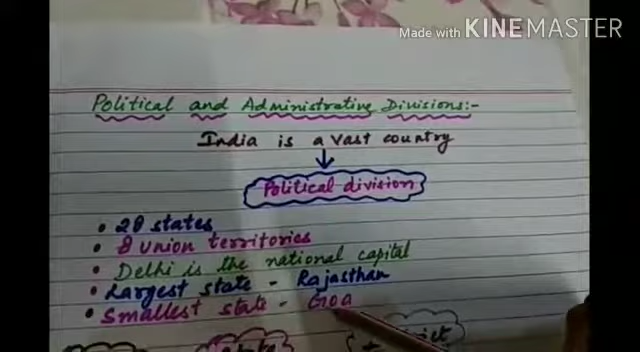 Made with KINEMASTER
Political and Administrative Divisions:-
India is a vast country
Political division
• 28 states
• 8 Union territories
• Delhi is the national capital
• Largest state - Rajasthan
• Smallest state - Goa